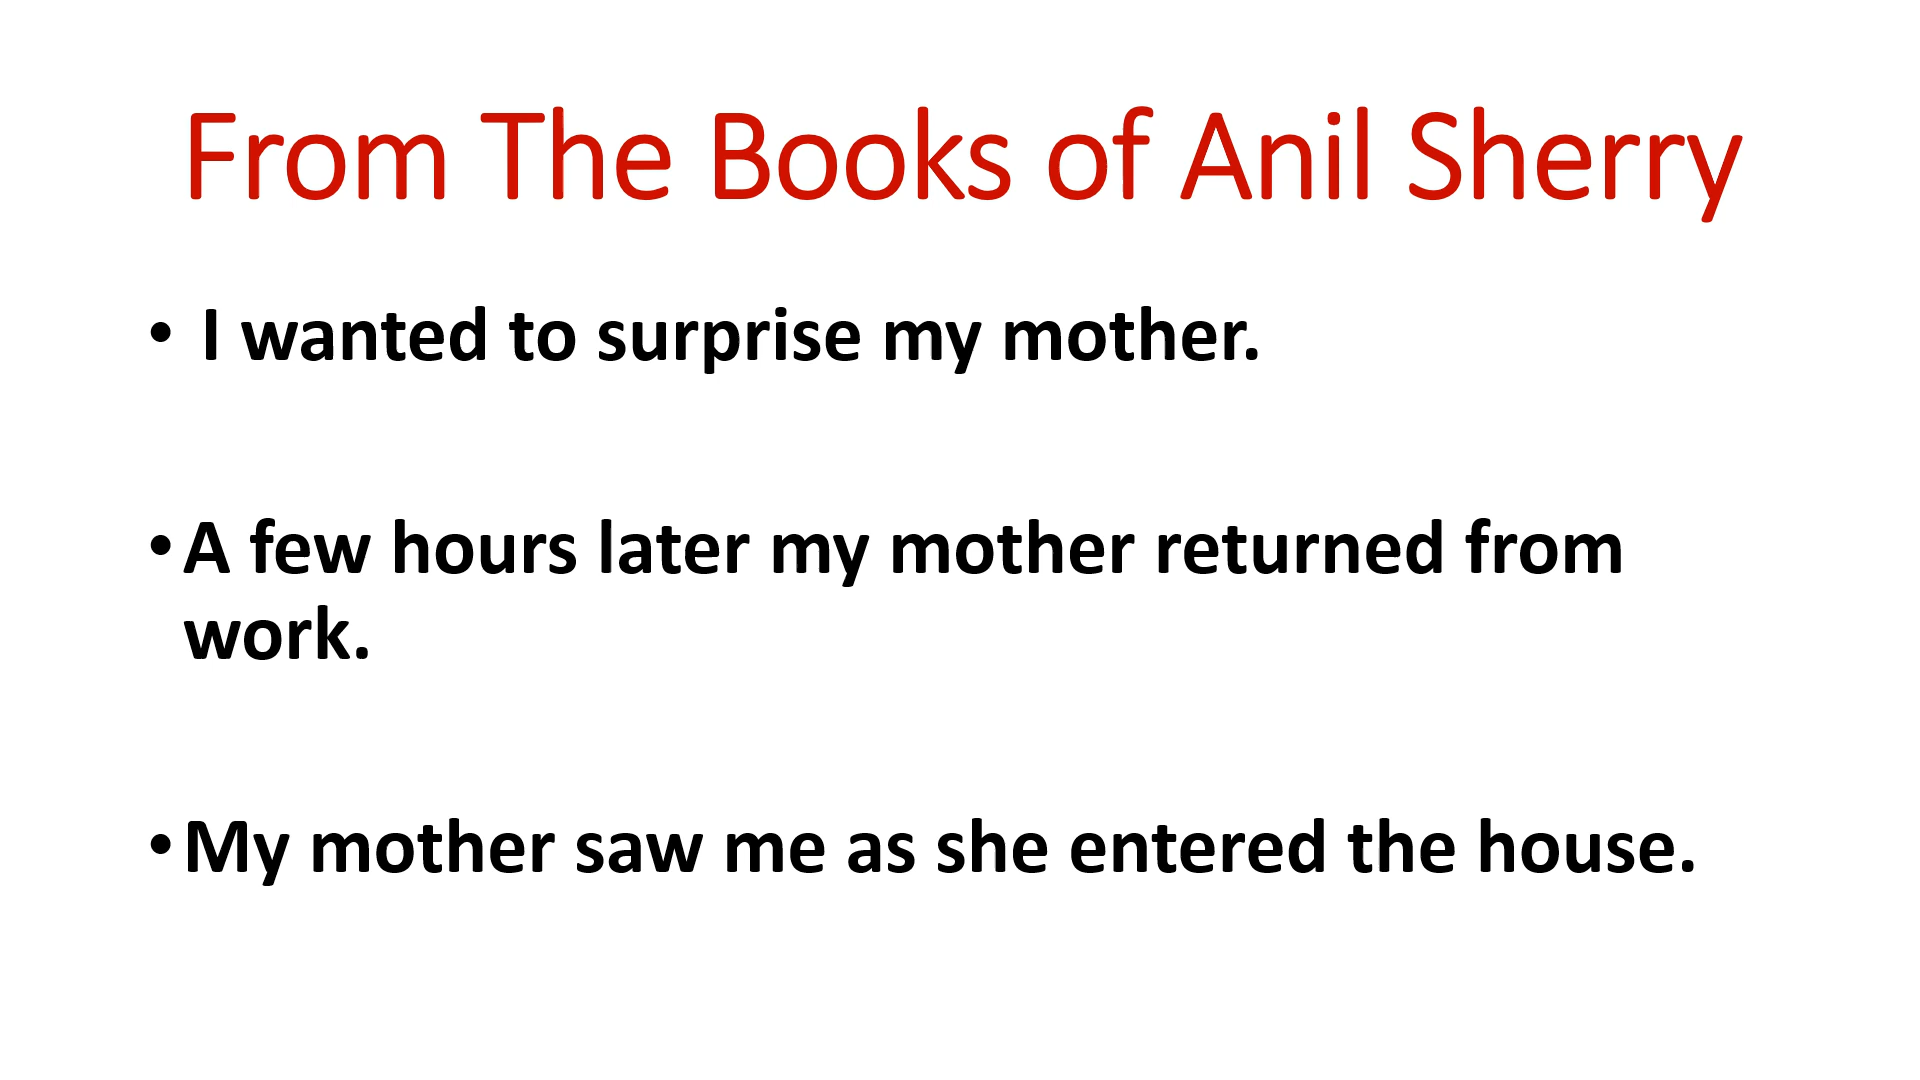 From The Books of Anil Sherry
• I wanted to surprise my mother.
• A few hours later my mother returned from
work.
• My mother saw me as she entered the house.